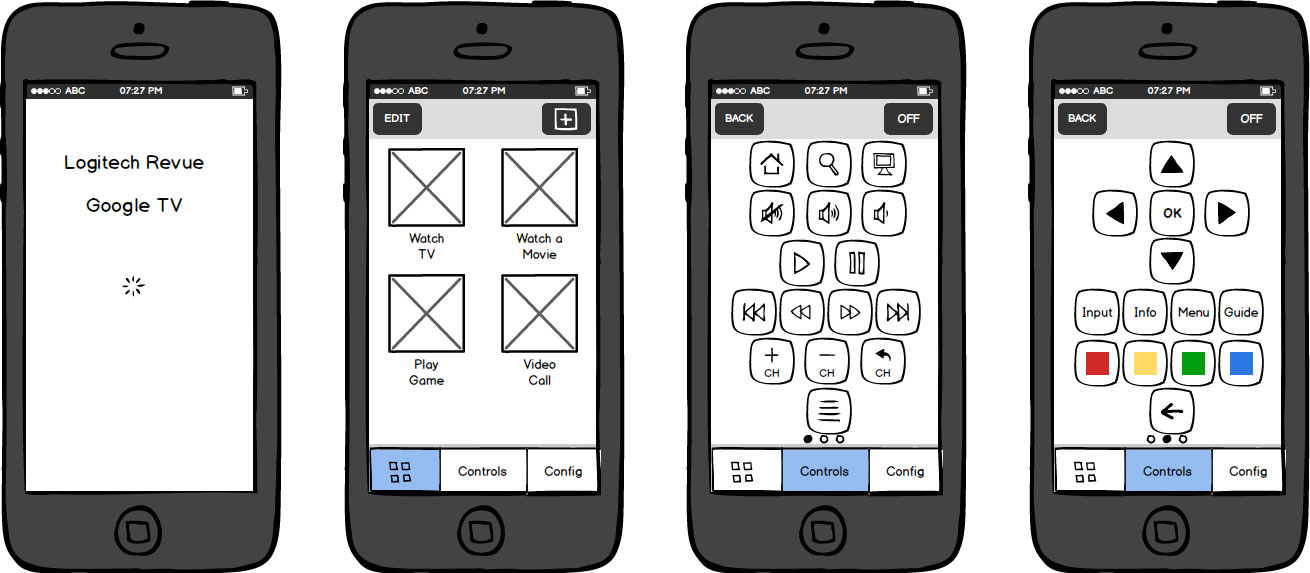 ABC 07:27 PM
Logitech Revue
Google TV
ABC 07:27 PM
EDIT
Watch
TV
Watch a
Movie
Play
Game
Video
Call
Controls Config
ABC 07:27 PM
BACK OFF
+
CH
−
CH
CH
Controls Config
ABC 07:27 PM
BACK OFF
OK
Input Info Menu Guide
Controls Config